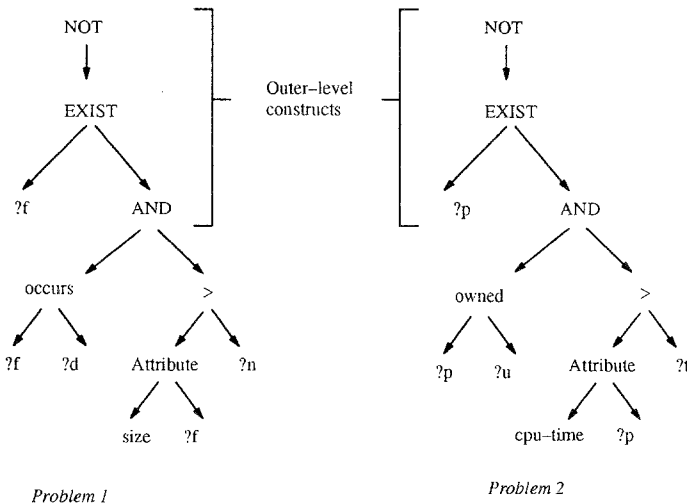 NOT
EXIST
?f
AND
occurs
>
?f
?d
Attribute
?n
size
?f
Problem 1
Outer-level
constructs
NOT
EXIST
?p
AND
owned
>
?p
?u
Attribute
?t
cpu-time
?p
Problem 2